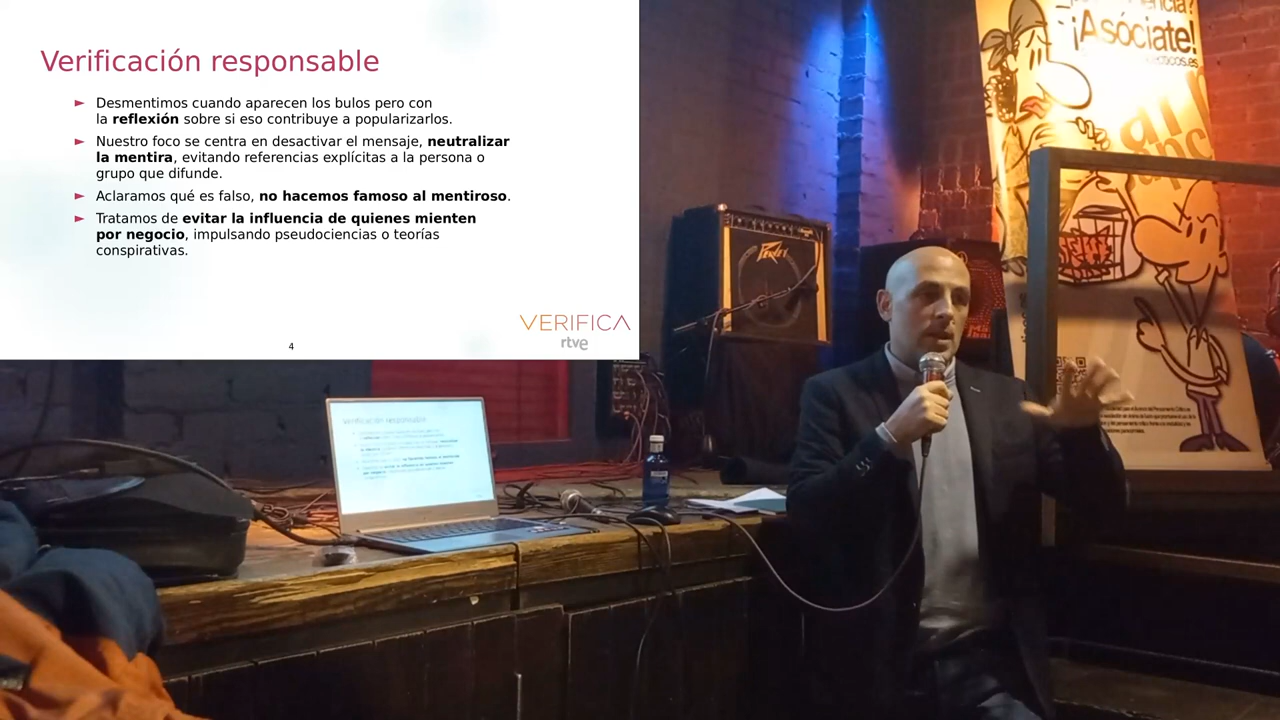 Verificación responsable
► Desmentimos cuando aparecen los bulos pero con
la reflexión sobre si eso contribuye a popularizarlos.
► Nuestro foco se centra en desactivar el mensaje, neutralizar
la mentira, evitando referencias explícitas a la persona o
grupo que difunde.
► Aclaramos qué es falso, no hacemos famoso al mentiroso.
► Tratamos de evitar la influencia de quienes mienten
por negocio, impulsando pseudociencias o teorías
conspirativas.
VERIFICA
rtve
4
¡Asóciate!
Peavey
Verificación responsable